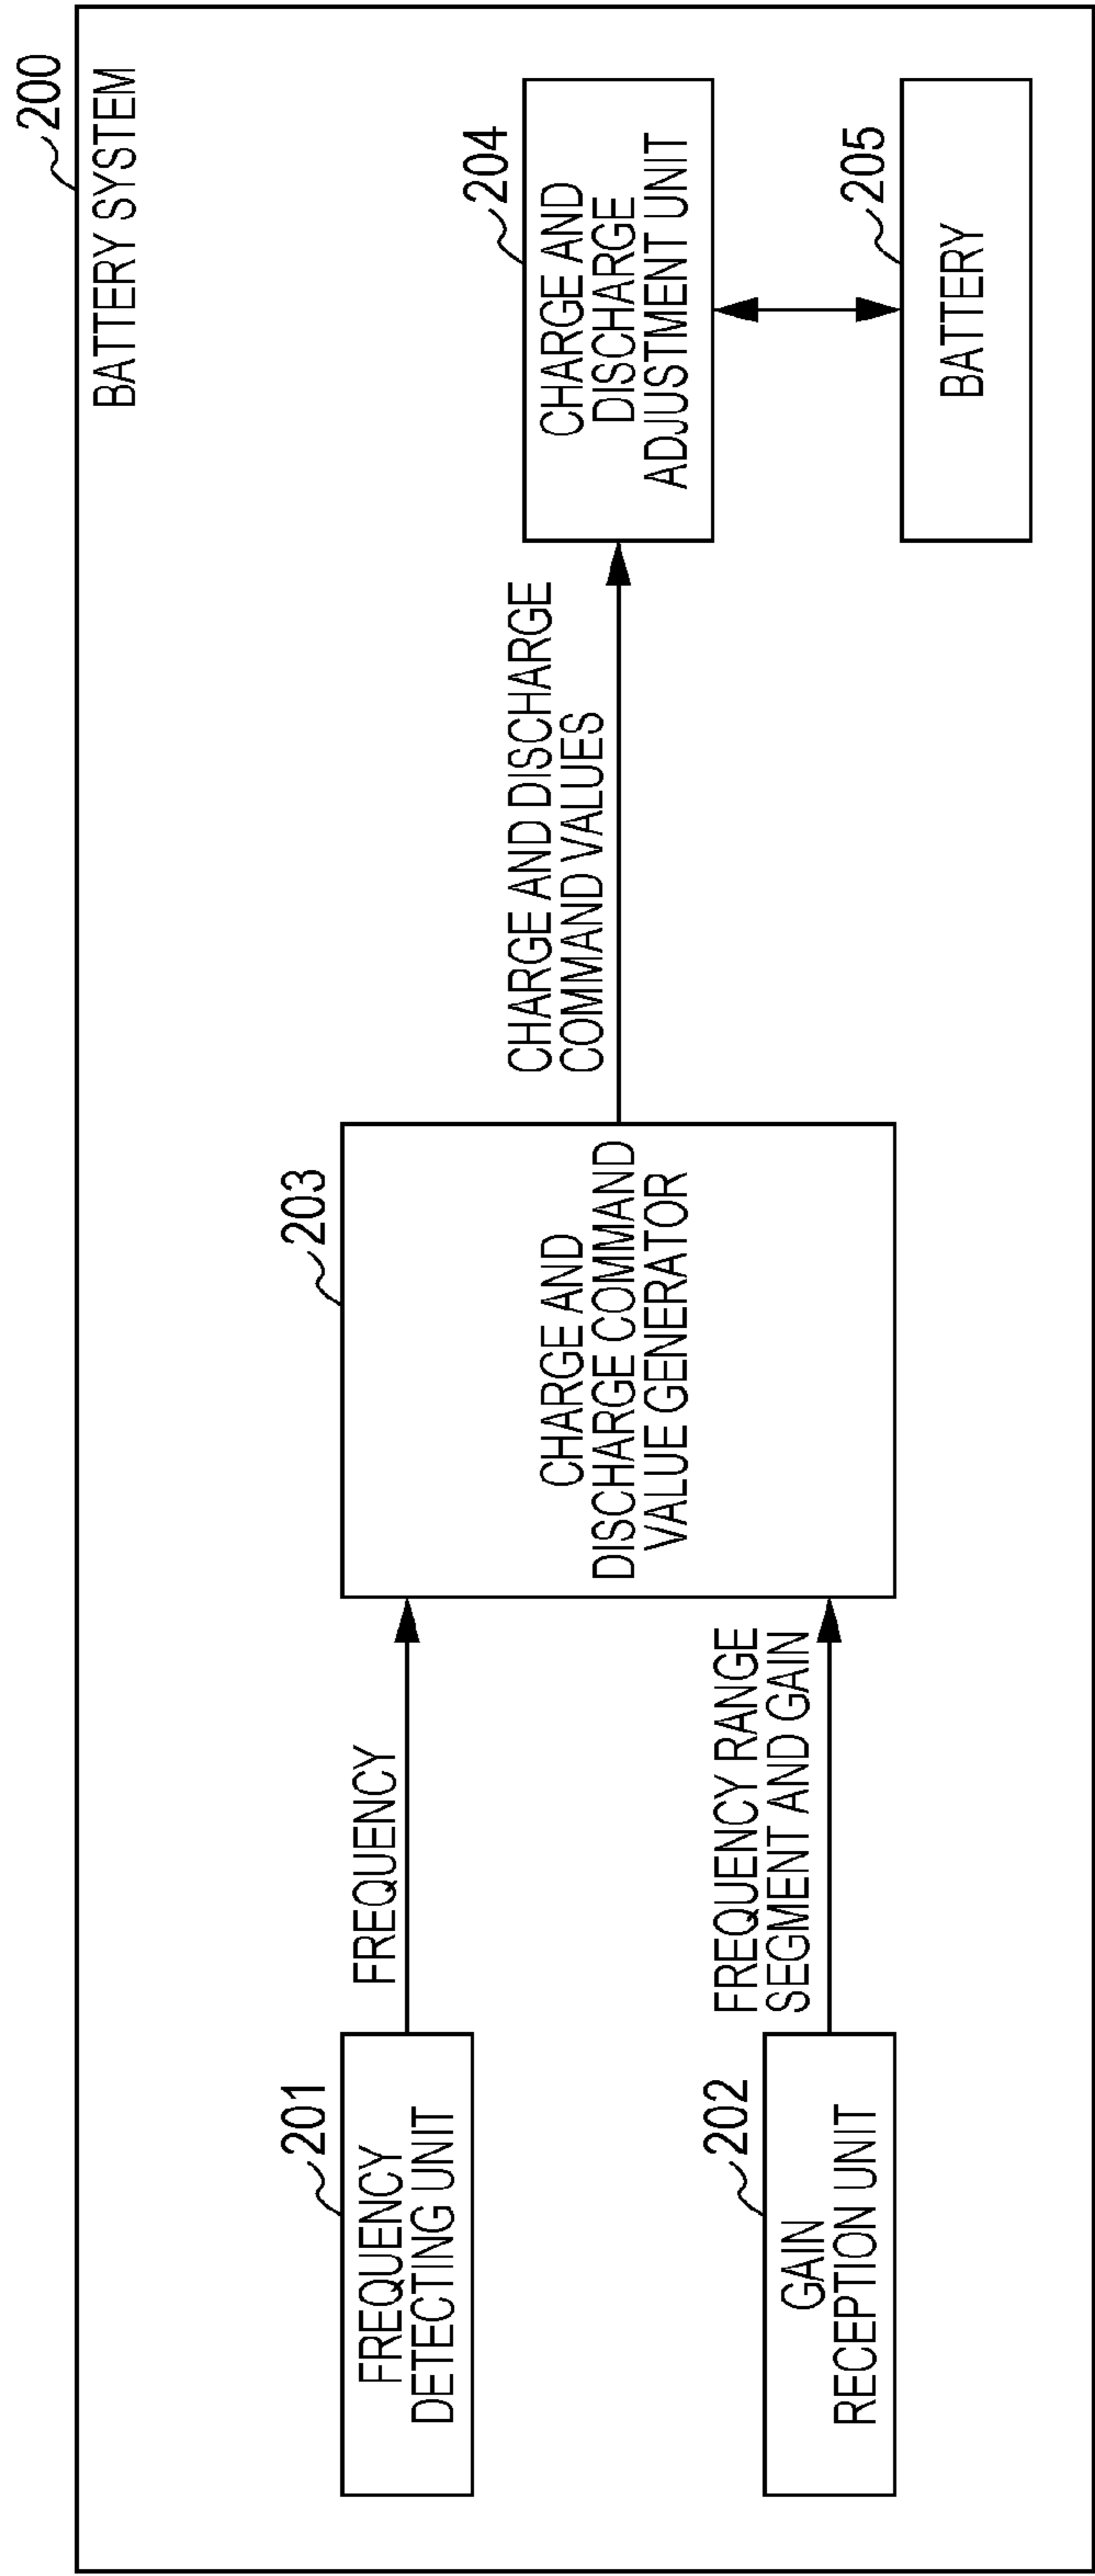 200
BATTERY SYSTEM
201
FREQUENCY
DETECTING UNIT
FREQUENCY
202
GAIN
RECEPTION UNIT
FREQUENCY RANGE
SEGMENT AND GAIN
203
CHARGE AND
DISCHARGE COMMAND
VALUE GENERATOR
CHARGE AND DISCHARGE
COMMAND VALUES
204
CHARGE AND
DISCHARGE
ADJUSTMENT UNIT
205
BATTERY